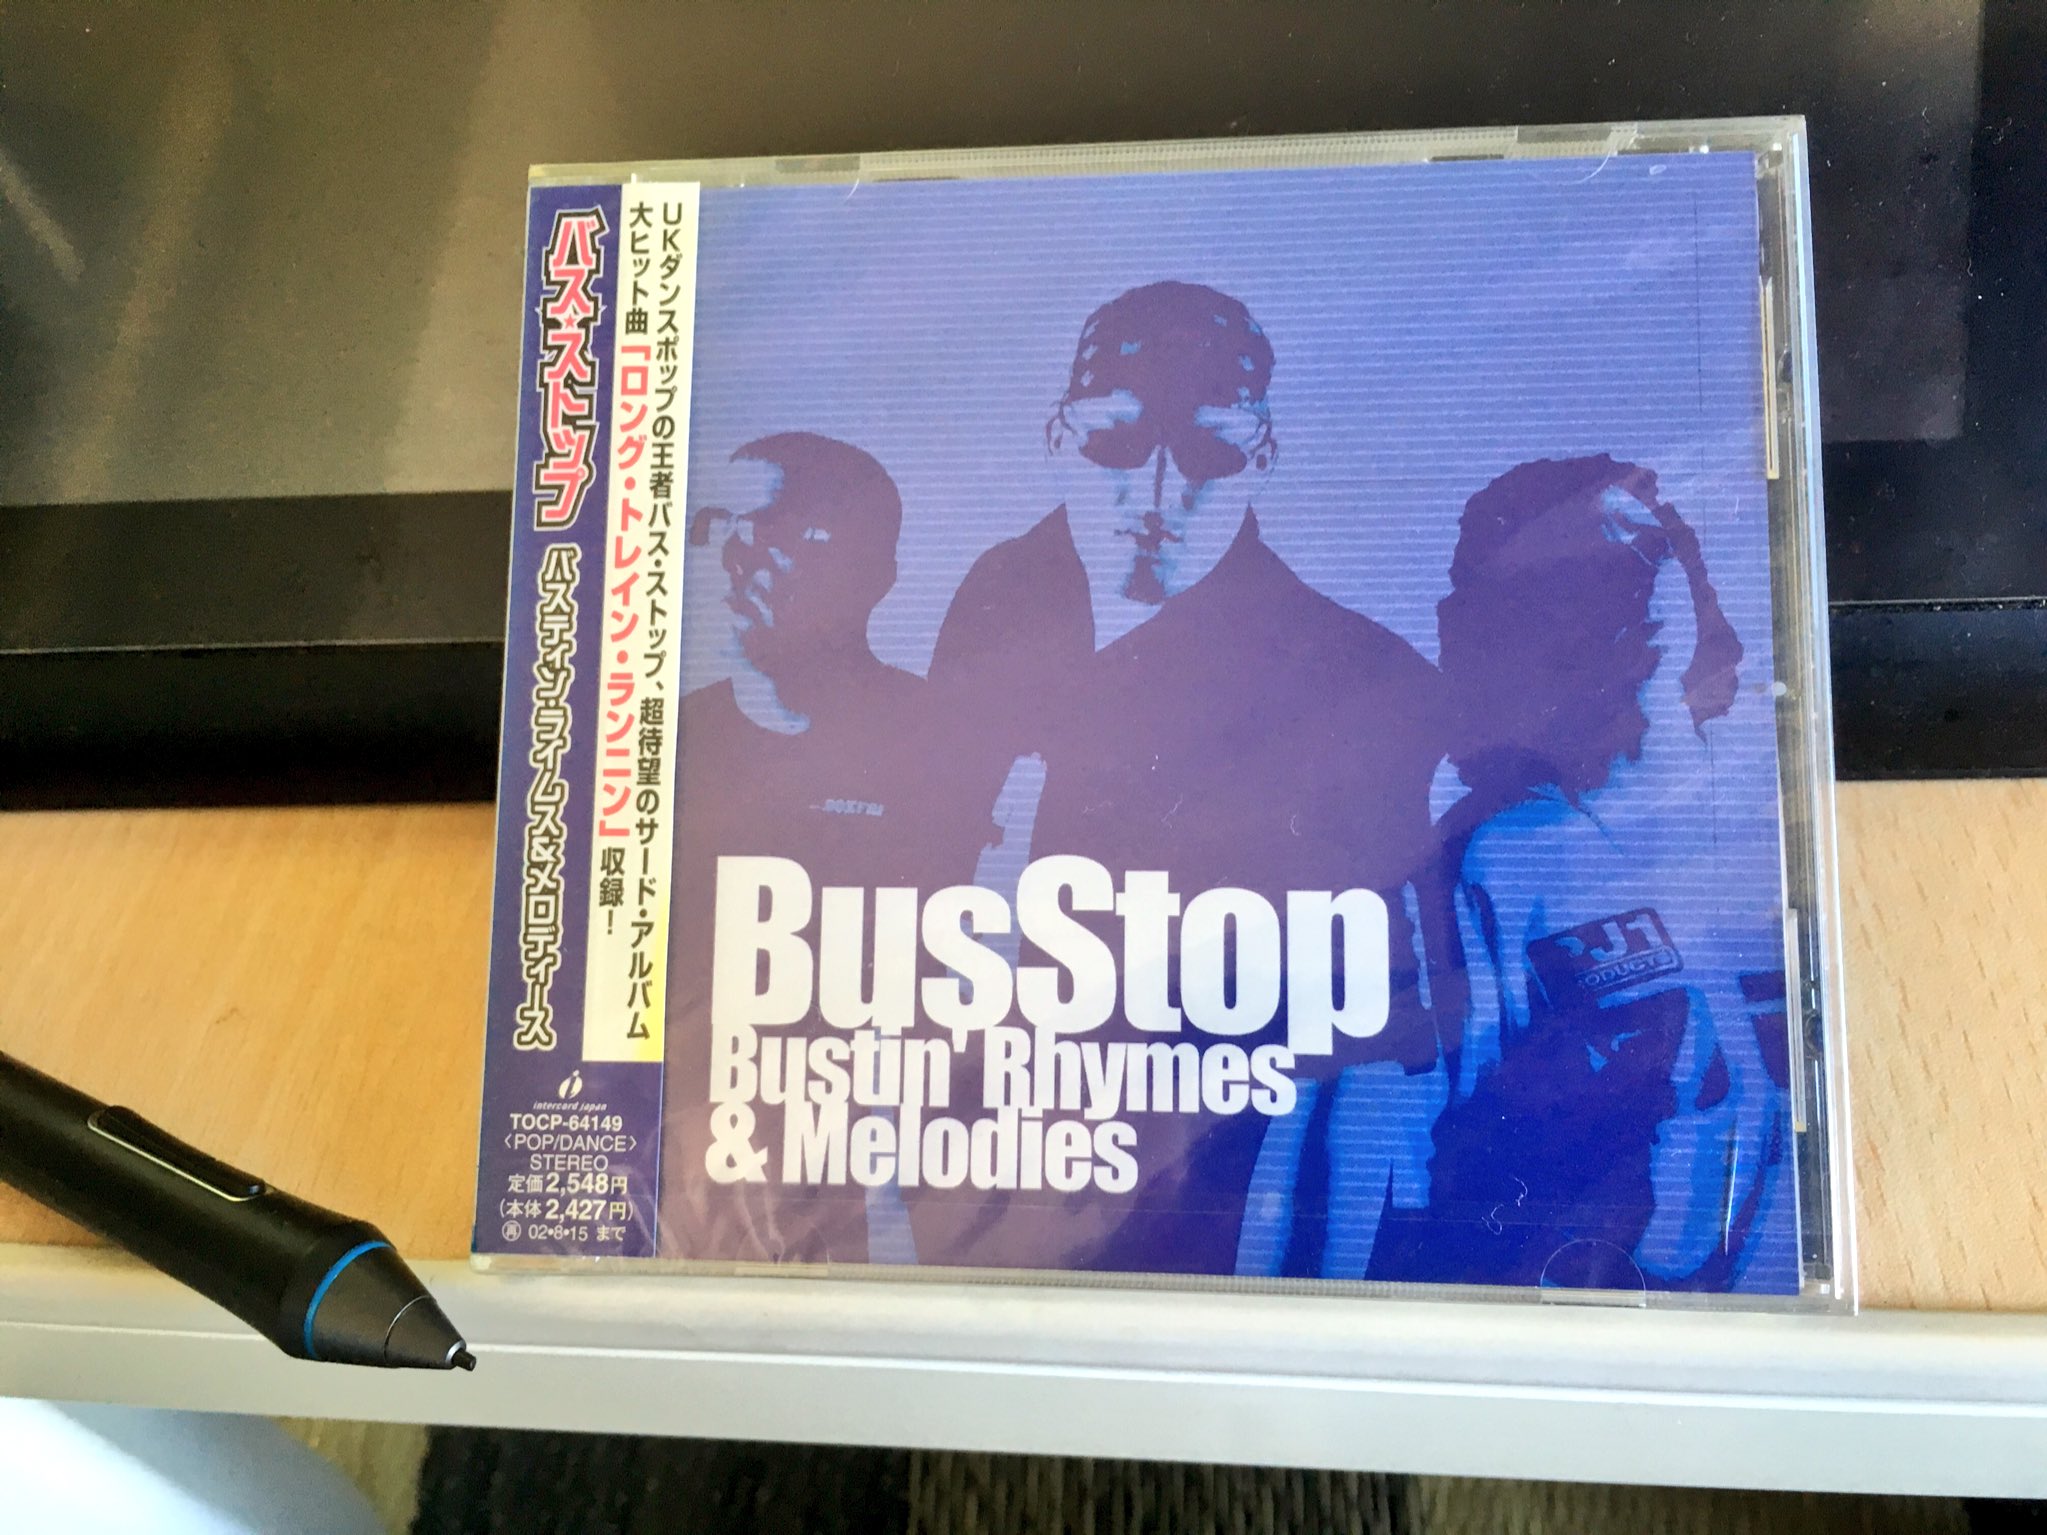 バス★ストップ
バスティン・ライムス&メロディース
UKダンスポップの王者バス・ストップ、超待望のサード・アルバム
大ヒット曲「ロング・トレイン・ランニン」収録!
intercord japan
TOCP-64149
〈POP/DANCE〉
STEREO
定価2,548円
(本体2,427円)
再 02•8•15 まで
BusStop
Bustin' Rhymes
& Melodies